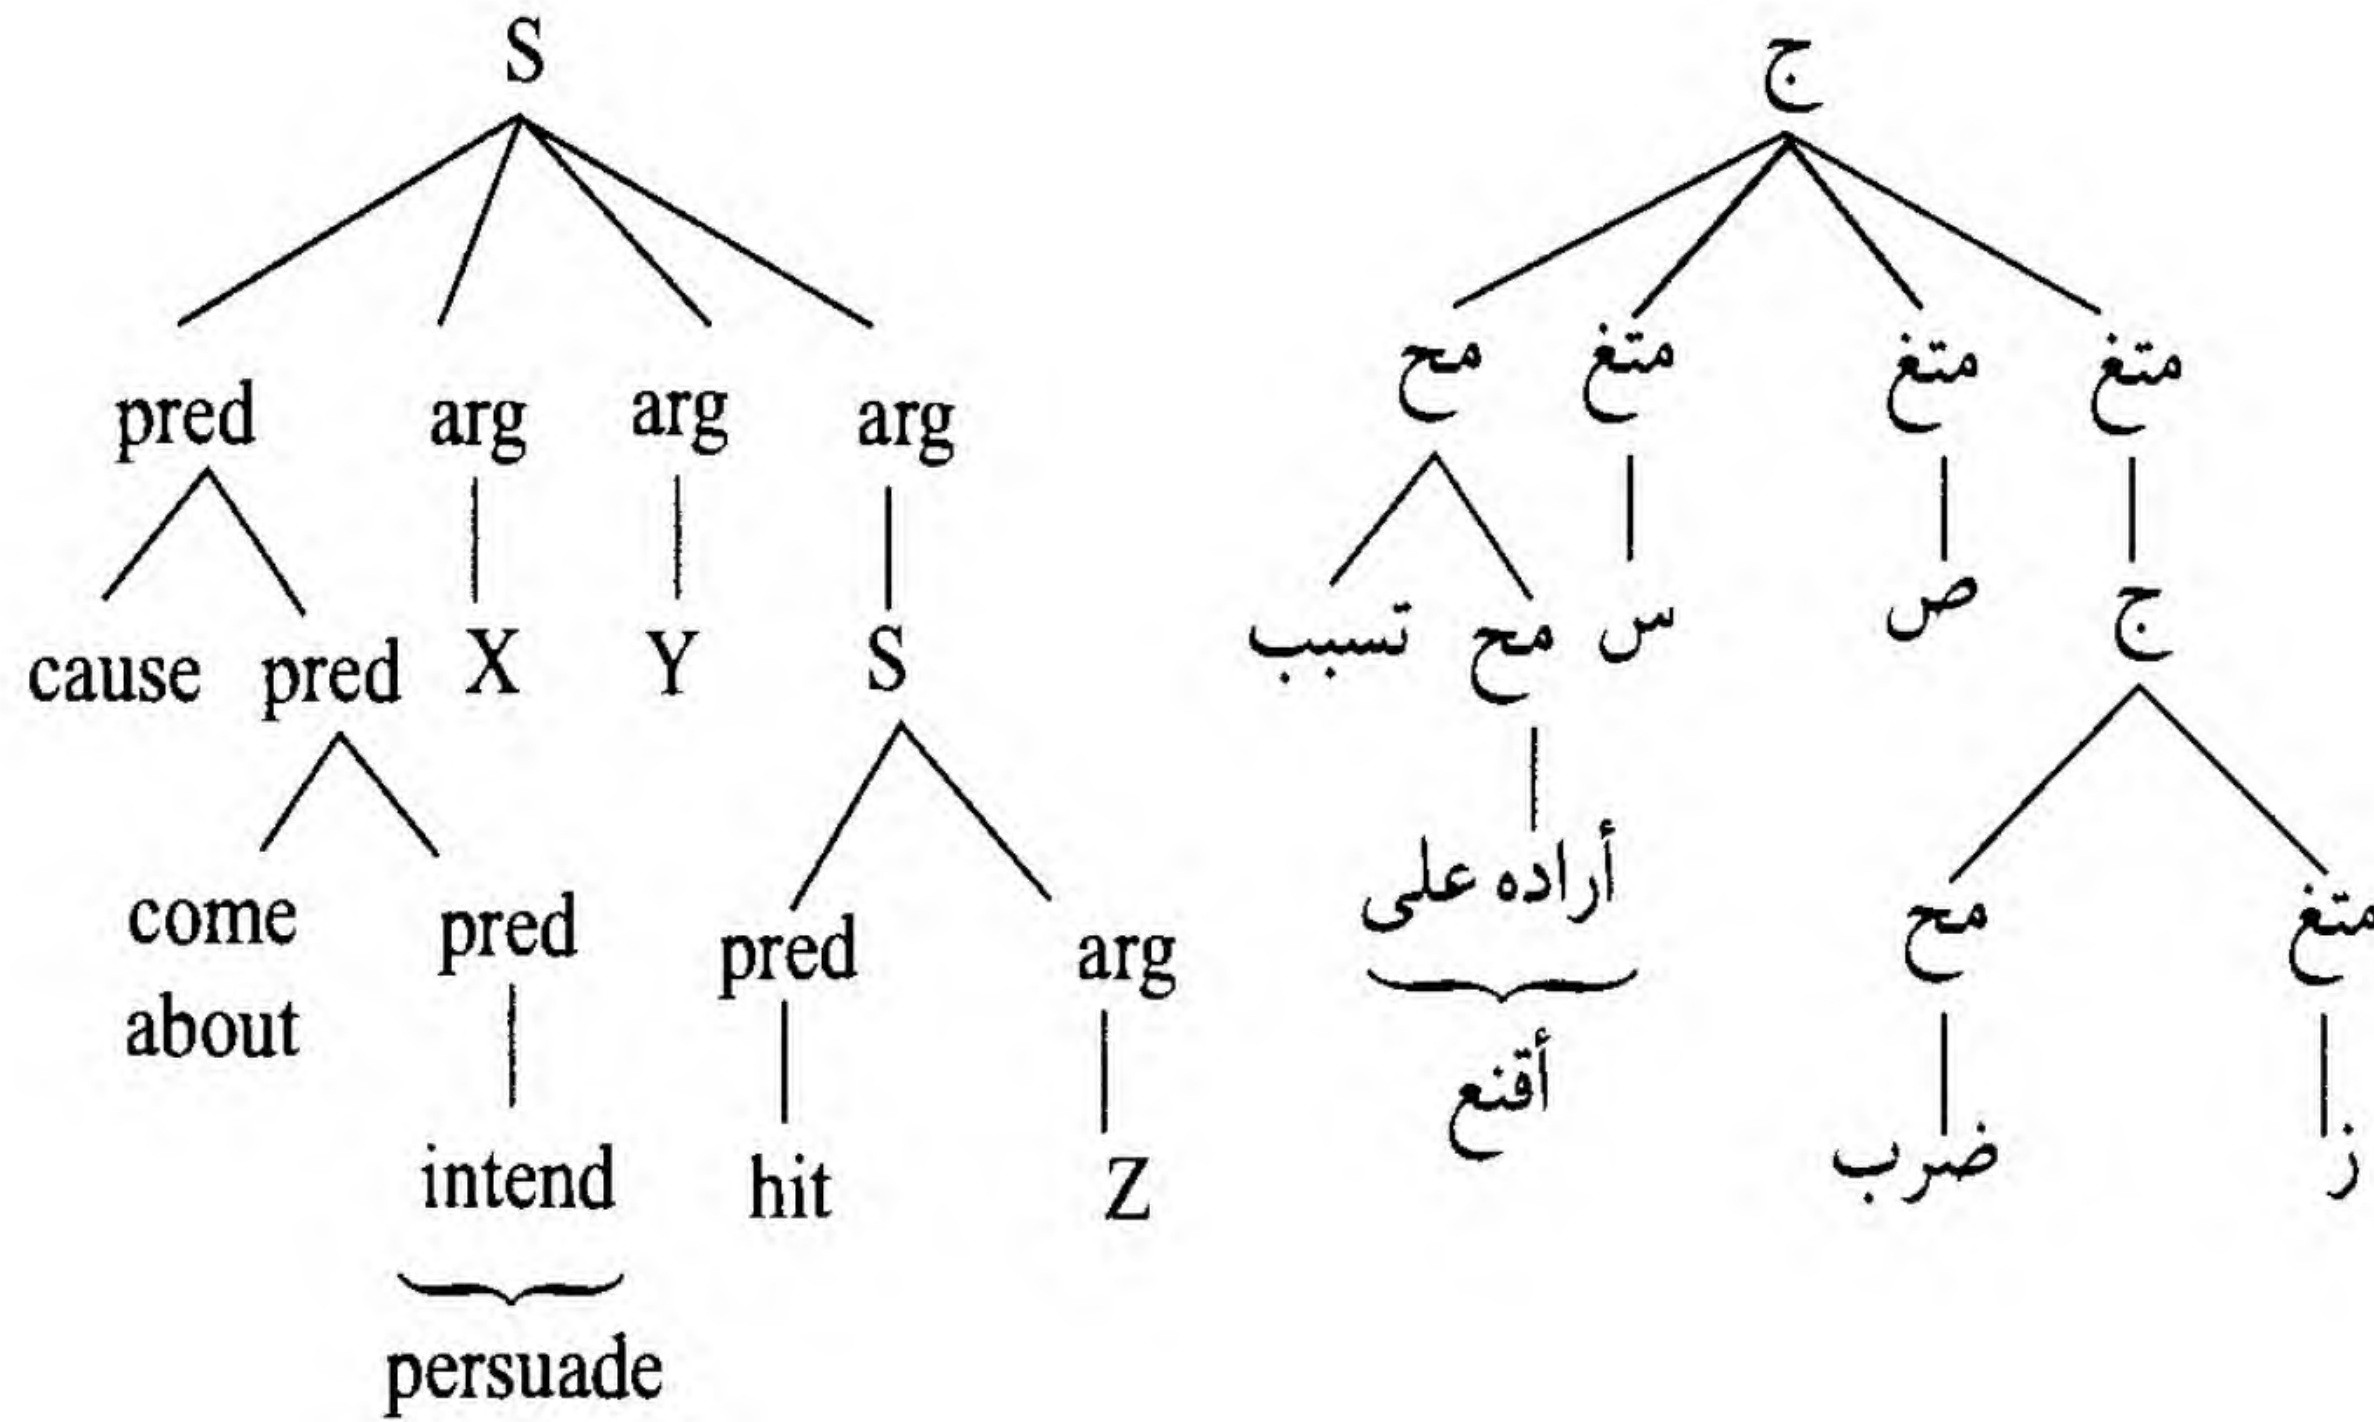 S
pred arg arg arg
cause pred X Y S
come about
pred
pred arg
intend hit Z
persuade
ج
مح متغ متغ متغ
تسبب مح س ص ج
أراده على
مح متغ
أقنع
ضرب ز